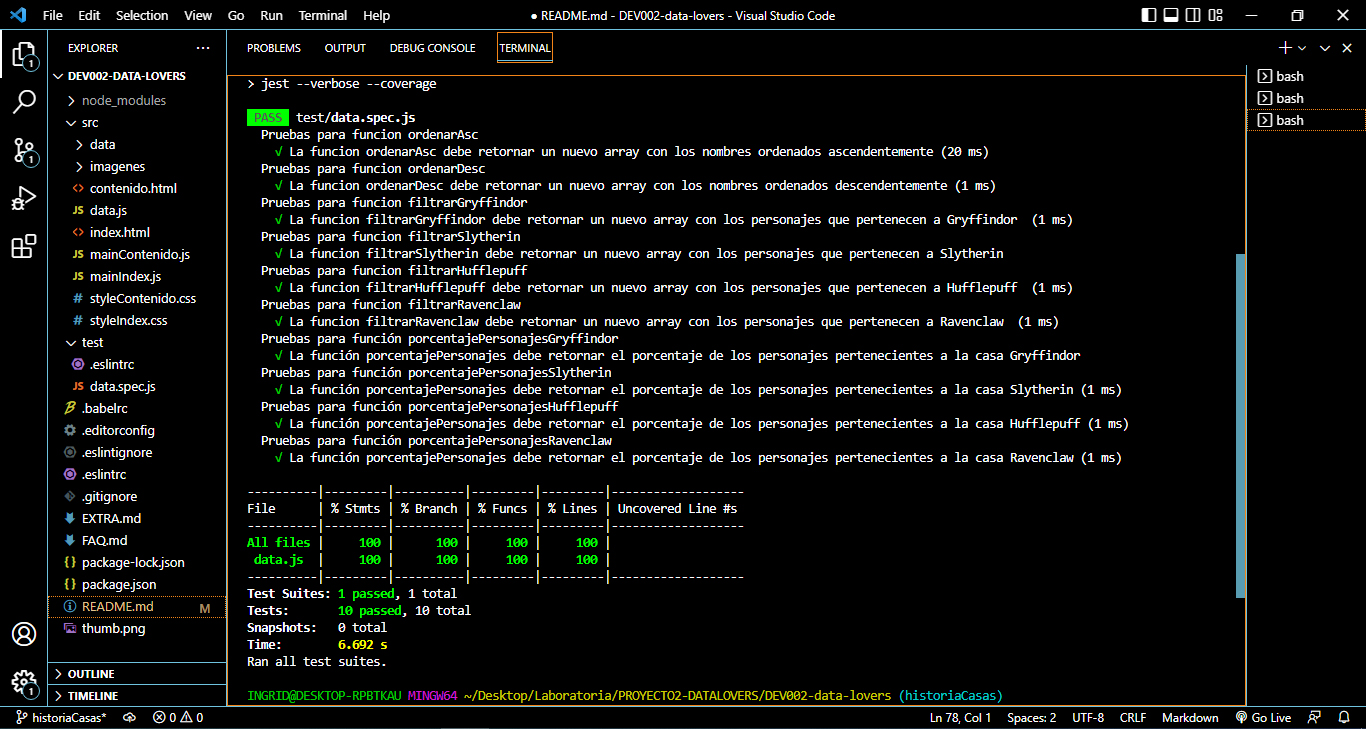 File Edit Selection View Go Run Terminal Help ● README.md - DEV002-data-lovers - Visual Studio Code
EXPLORER ···
DEV002-DATA-LOVERS
node_modules
src
data
imagenes
<> contenido.html
JS data.js
<> index.html
JS mainContenido.js
JS mainIndex.js
# styleContenido.css
# styleIndex.css
test
.eslintrc
JS data.spec.js
.babelrc
.editorconfig
.eslintignore
.eslintrc
.gitignore
EXTRA.md
FAQ.md
{} package-lock.json
{} package.json
README.md M
thumb.png
OUTLINE
TIMELINE
1
1
1
PROBLEMS OUTPUT DEBUG CONSOLE TERMINAL
> jest --verbose --coverage
PASS test/data.spec.js
Pruebas para funcion ordenarAsc
√ La funcion ordenarAsc debe retornar un nuevo array con los nombres ordenados ascendentemente (20 ms)
Pruebas para funcion ordenarDesc
√ La funcion ordenarDesc debe retornar un nuevo array con los nombres ordenados descendentemente (1 ms)
Pruebas para funcion filtrarGryffindor
√ La funcion filtrarGryffindor debe retornar un nuevo array con los personajes que pertenecen a Gryffindor (1 ms)
Pruebas para funcion filtrarSlytherin
√ La funcion filtrarSlytherin debe retornar un nuevo array con los personajes que pertenecen a Slytherin
Pruebas para funcion filtrarHufflepuff
√ La funcion filtrarHufflepuff debe retornar un nuevo array con los personajes que pertenecen a Hufflepuff (1 ms)
Pruebas para funcion filtrarRavenclaw
√ La funcion filtrarRavenclaw debe retornar un nuevo array con los personajes que pertenecen a Ravenclaw (1 ms)
Pruebas para función porcentajePersonajesGryffindor
√ La función porcentajePersonajes debe retornar el porcentaje de los personajes pertenecientes a la casa Gryffindor
Pruebas para función porcentajePersonajesSlytherin
√ La función porcentajePersonajes debe retornar el porcentaje de los personajes pertenecientes a la casa Slytherin (1 ms)
Pruebas para función porcentajePersonajesHufflepuff
√ La función porcentajePersonajes debe retornar el porcentaje de los personajes pertenecientes a la casa Hufflepuff (1 ms)
Pruebas para función porcentajePersonajesRavenclaw
√ La función porcentajePersonajes debe retornar el porcentaje de los personajes pertenecientes a la casa Ravenclaw (1 ms)
----------|---------|----------|---------|---------|-------------------
File | % Stmts | % Branch | % Funcs | % Lines | Uncovered Line #s
----------|---------|----------|---------|---------|-------------------
All files | 100 | 100 | 100 | 100 |
data.js | 100 | 100 | 100 | 100 |
----------|---------|----------|---------|---------|-------------------
Test Suites: 1 passed, 1 total
Tests: 10 passed, 10 total
Snapshots: 0 total
Time: 6.692 s
Ran all test suites.
INGRID@DESKTOP-RPBTKAU MINGW64 ~/Desktop/Laboratoria/PROYECTO2-DATALOVERS/DEV002-data-lovers (historiaCasas)
bash
bash
bash
historiaCasas* 0 0 Ln 78, Col 1 Spaces: 2 UTF-8 CRLF Markdown Go Live